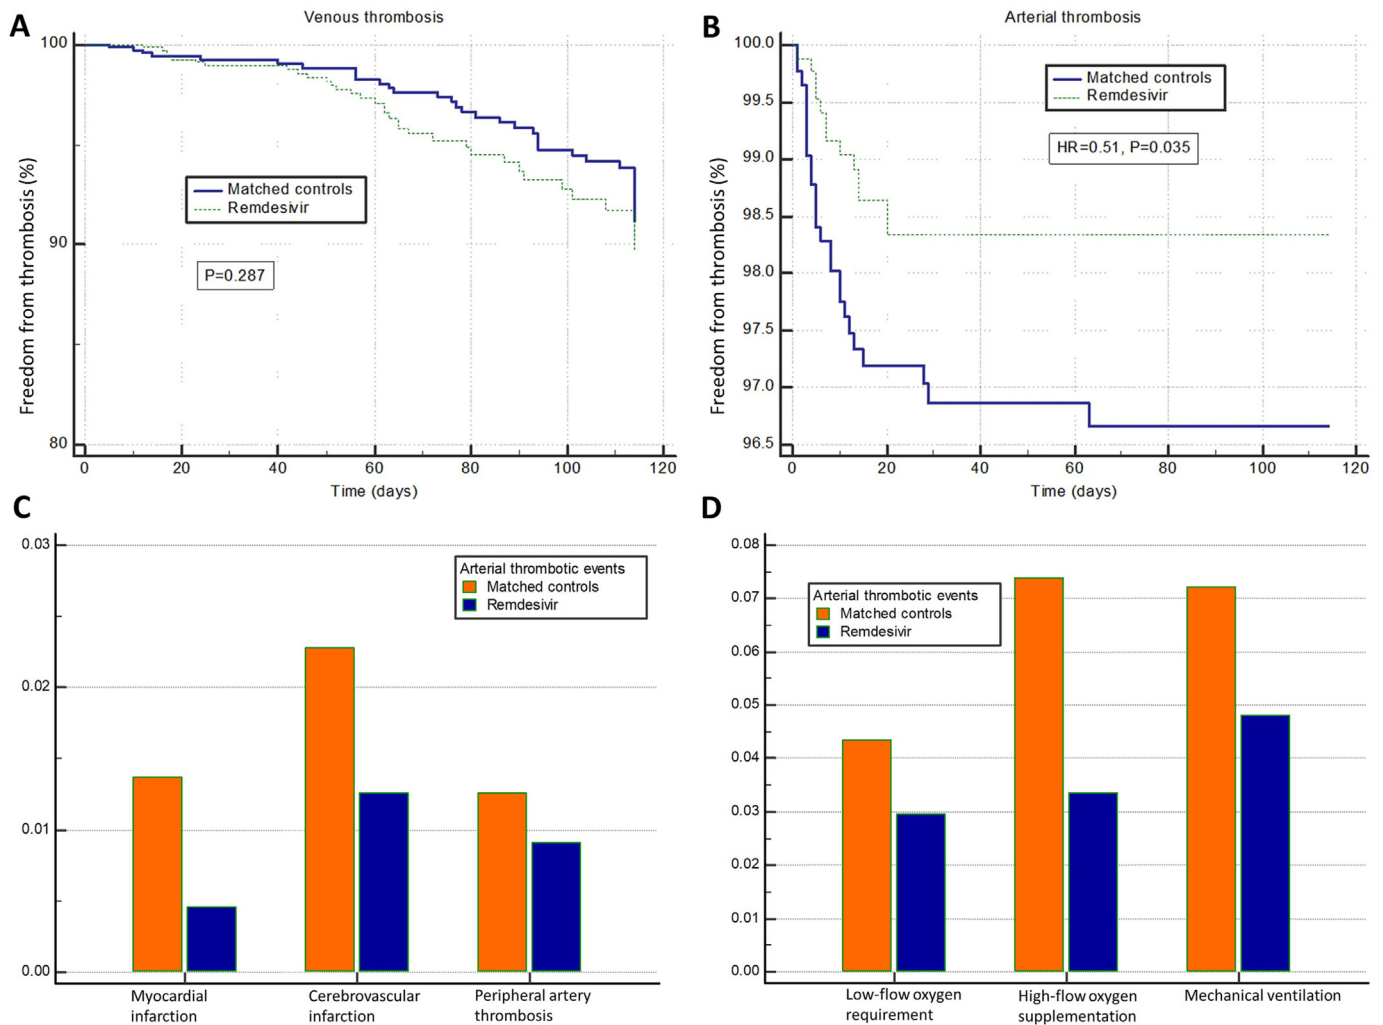 A
Venous thrombosis
100
90
80
Freedom from thrombosis (%)
Matched controls
Remdesivir
P=0.287
0 20 40 60 80 100 120
Time (days)
B
Arterial thrombosis
100.0
99.5
99.0
98.5
98.0
97.5
97.0
96.5
Freedom from thrombosis (%)
Matched controls
Remdesivir
HR=0.51, P=0.035
0 20 40 60 80 100 120
Time (days)
C
0.03
0.02
0.01
0.00
Arterial thrombotic events
Matched controls
Remdesivir
Myocardial
infarction
Cerebrovascular
infarction
Peripheral artery
thrombosis
D
0.08
0.07
0.06
0.05
0.04
0.03
0.02
0.01
0.00
Arterial thrombotic events
Matched controls
Remdesivir
Low-flow oxygen
requirement
High-flow oxygen
supplementation
Mechanical ventilation